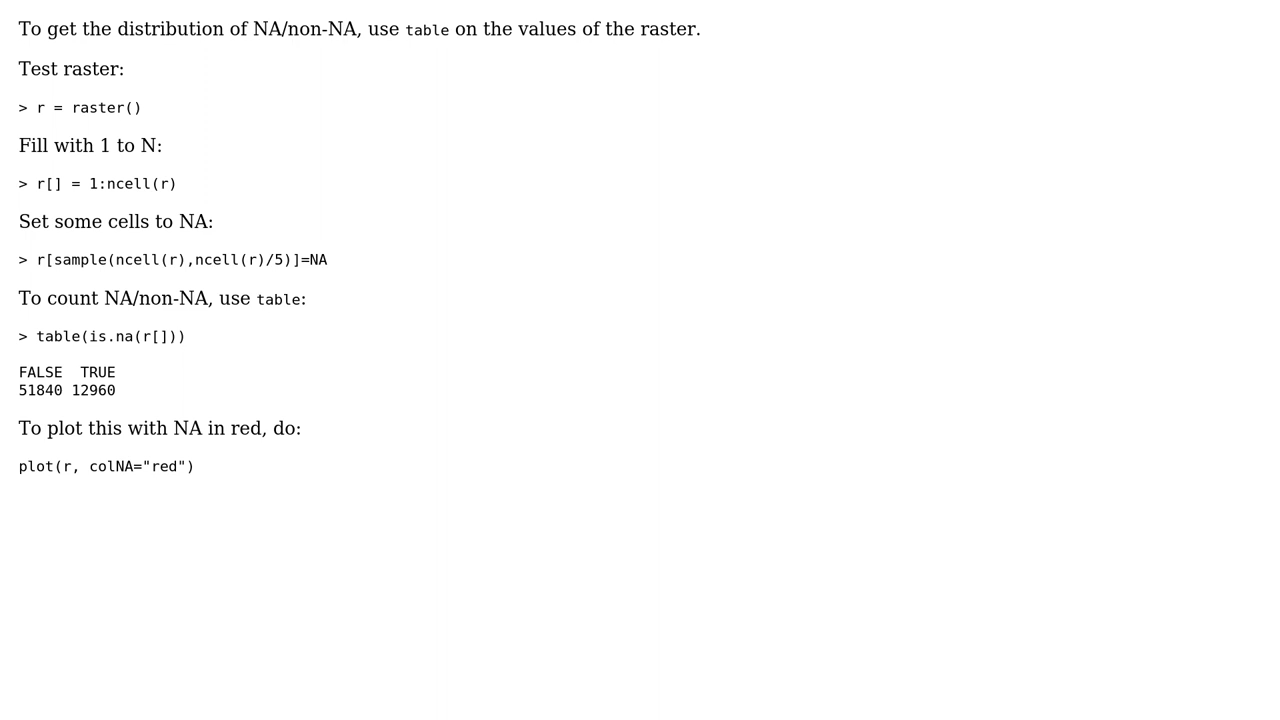 To get the distribution of NA/non-NA, use table on the values of the raster.
Test raster:
> r = raster()
Fill with 1 to N:
> r[] = 1:ncell(r)
Set some cells to NA:
> r[sample(ncell(r),ncell(r)/5)]=NA
To count NA/non-NA, use table:
> table(is.na(r[]))
FALSE  TRUE
51840 12960
To plot this with NA in red, do:
plot(r, colNA="red")